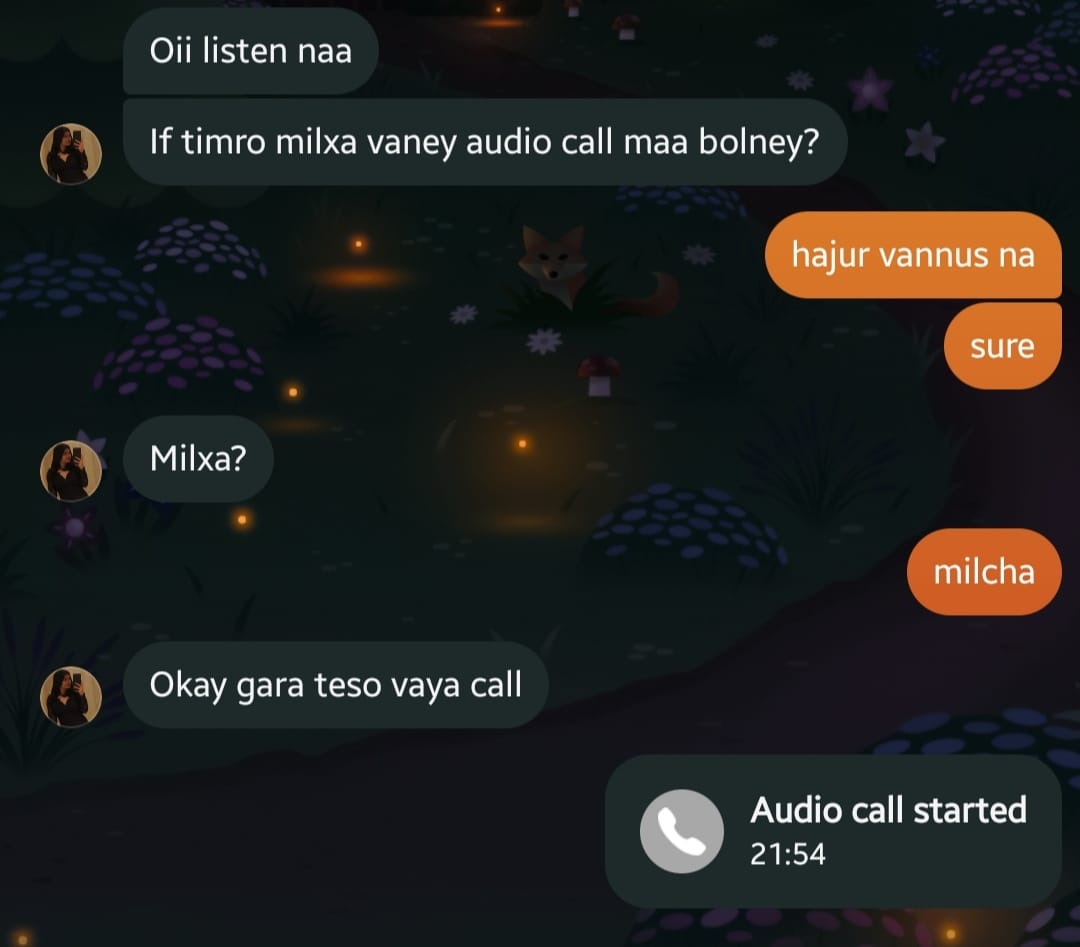 Oii listen naa
If timro milxa vaney audio call maa bolney?
hajur vannus na
sure
Milxa?
milcha
Okay gara teso vaya call
Audio call started
21:54